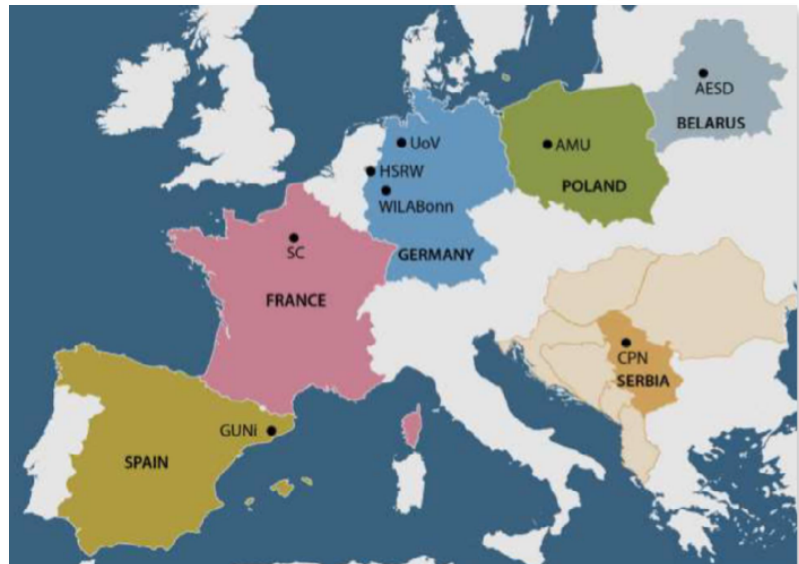 AESD
BELARUS
UoV
AMU
HSRW
POLAND
WILABonn
SC
GERMANY
FRANCE
CPN
SERBIA
GUNi
SPAIN